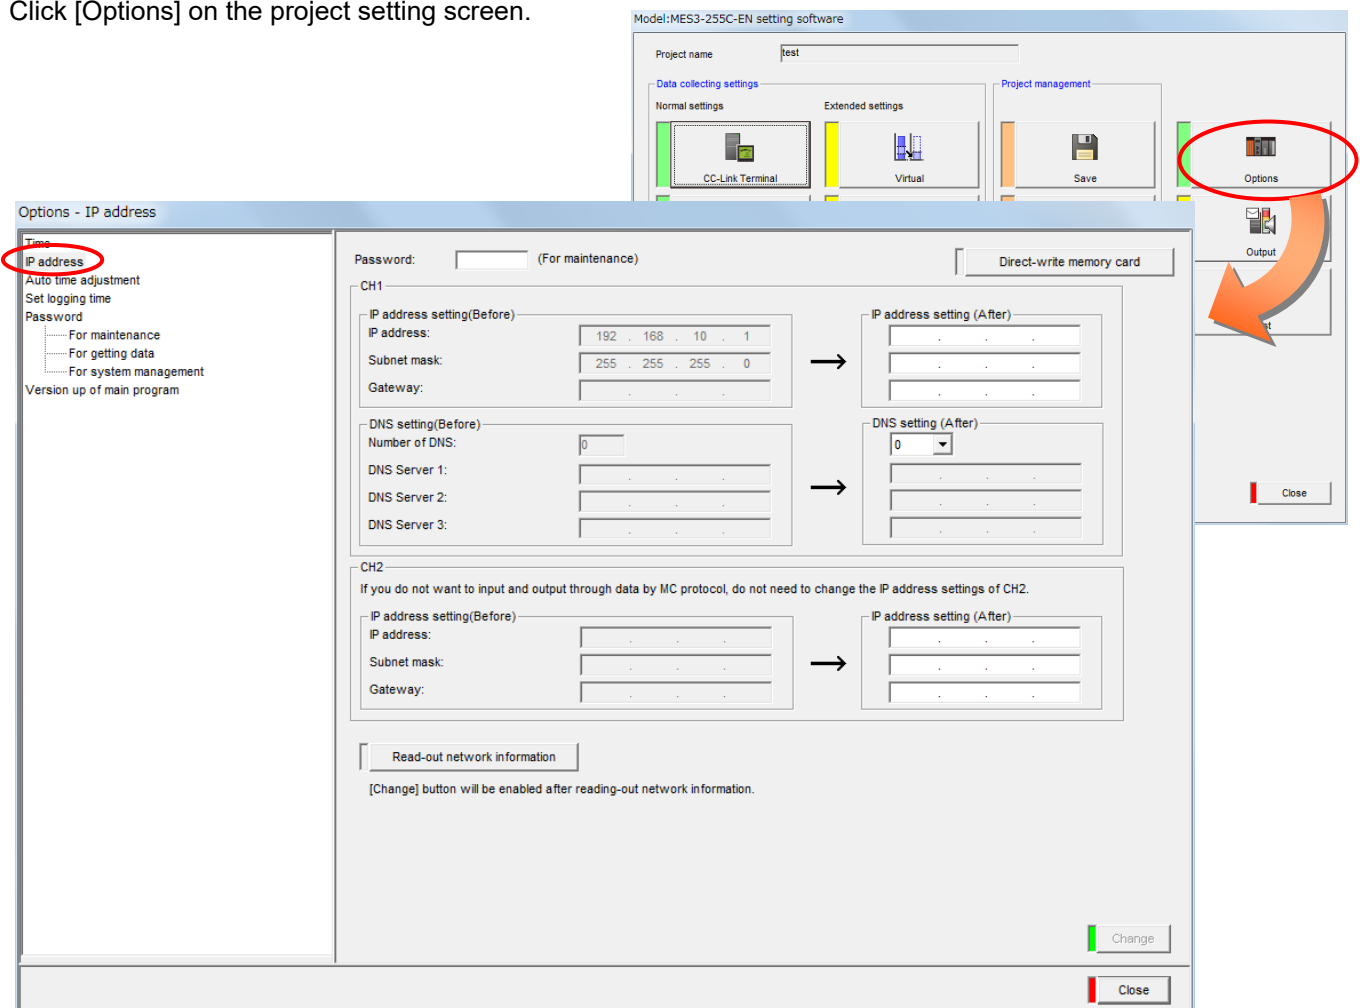 Click [Options] on the project setting screen.
Model:MES3-255C-EN setting software
Project name
test
Data collecting settings
Project management
Normal settings
Extended settings
CC-Link Terminal
Virtual
Save
Options
Output
Close
Options - IP address
Time
IP address
Auto time adjustment
Set logging time
Password
For maintenance
For getting data
For system management
Version up of main program
Password:
(For maintenance)
Direct-write memory card
CH1
IP address setting(Before)
IP address setting (After)
IP address:
192 . 168 . 10 . 1
. . .
Subnet mask:
255 . 255 . 255 . 0
. . .
Gateway:
. . .
. . .
DNS setting(Before)
DNS setting (After)
Number of DNS:
0
0
DNS Server 1:
. . .
. . .
DNS Server 2:
. . .
. . .
DNS Server 3:
. . .
. . .
CH2
If you do not want to input and output through data by MC protocol, do not need to change the IP address settings of CH2.
IP address setting(Before)
IP address setting (After)
IP address:
. . .
. . .
Subnet mask:
. . .
. . .
Gateway:
. . .
. . .
Read-out network information
[Change] button will be enabled after reading-out network information.
Change
Close